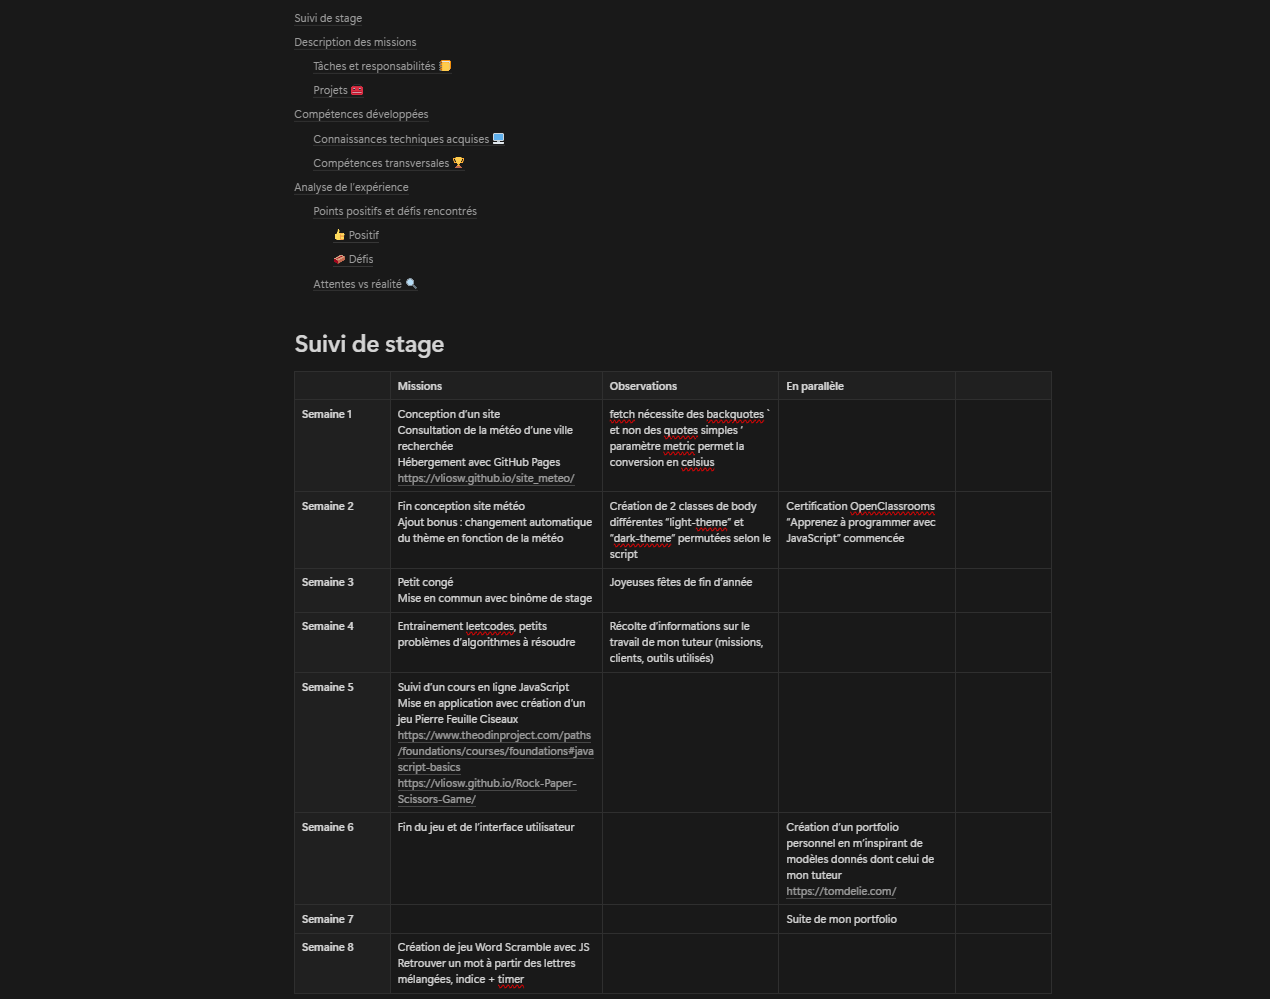 Suivi de stage
Description des missions
Tâches et responsabilités 📒
Projets 🧰
Compétences développées
Connaissances techniques acquises 🖥️
Compétences transversales 🏆
Analyse de l'expérience
Points positifs et défis rencontrés
👍 Positif
🧱 Défis
Attentes vs réalité 🔍
Suivi de stage
Missions
Observations
En parallèle
Semaine 1
Conception d'un site
Consultation de la météo d'une ville
recherchée
Hébergement avec GitHub Pages
https://vliosw.github.io/site_meteo/
fetch nécessite des backquotes `
et non des quotes simples '
paramètre metric permet la
conversion en celsius
Semaine 2
Fin conception site météo
Ajout bonus : changement automatique
du thème en fonction de la météo
Création de 2 classes de body
différentes "light-theme" et
"dark-theme" permutées selon le
script
Certification OpenClassrooms
"Apprenez à programmer avec
JavaScript" commencée
Semaine 3
Petit congé
Mise en commun avec binôme de stage
Joyeuses fêtes de fin d'année
Semaine 4
Entrainement leetcodes, petits
problèmes d'algorithmes à résoudre
Récolte d'informations sur le
travail de mon tuteur (missions,
clients, outils utilisés)
Semaine 5
Suivi d'un cours en ligne JavaScript
Mise en application avec création d'un
jeu Pierre Feuille Ciseaux
https://www.theodinproject.com/paths
/foundations/courses/foundations#java
script-basics
https://vliosw.github.io/Rock-Paper-
Scissors-Game/
Semaine 6
Fin du jeu et de l'interface utilisateur
Création d'un portfolio
personnel en m'inspirant de
modèles donnés dont celui de
mon tuteur
https://tomdelie.com/
Semaine 7
Suite de mon portfolio
Semaine 8
Création de jeu Word Scramble avec JS
Retrouver un mot à partir des lettres
mélangées, indice + timer